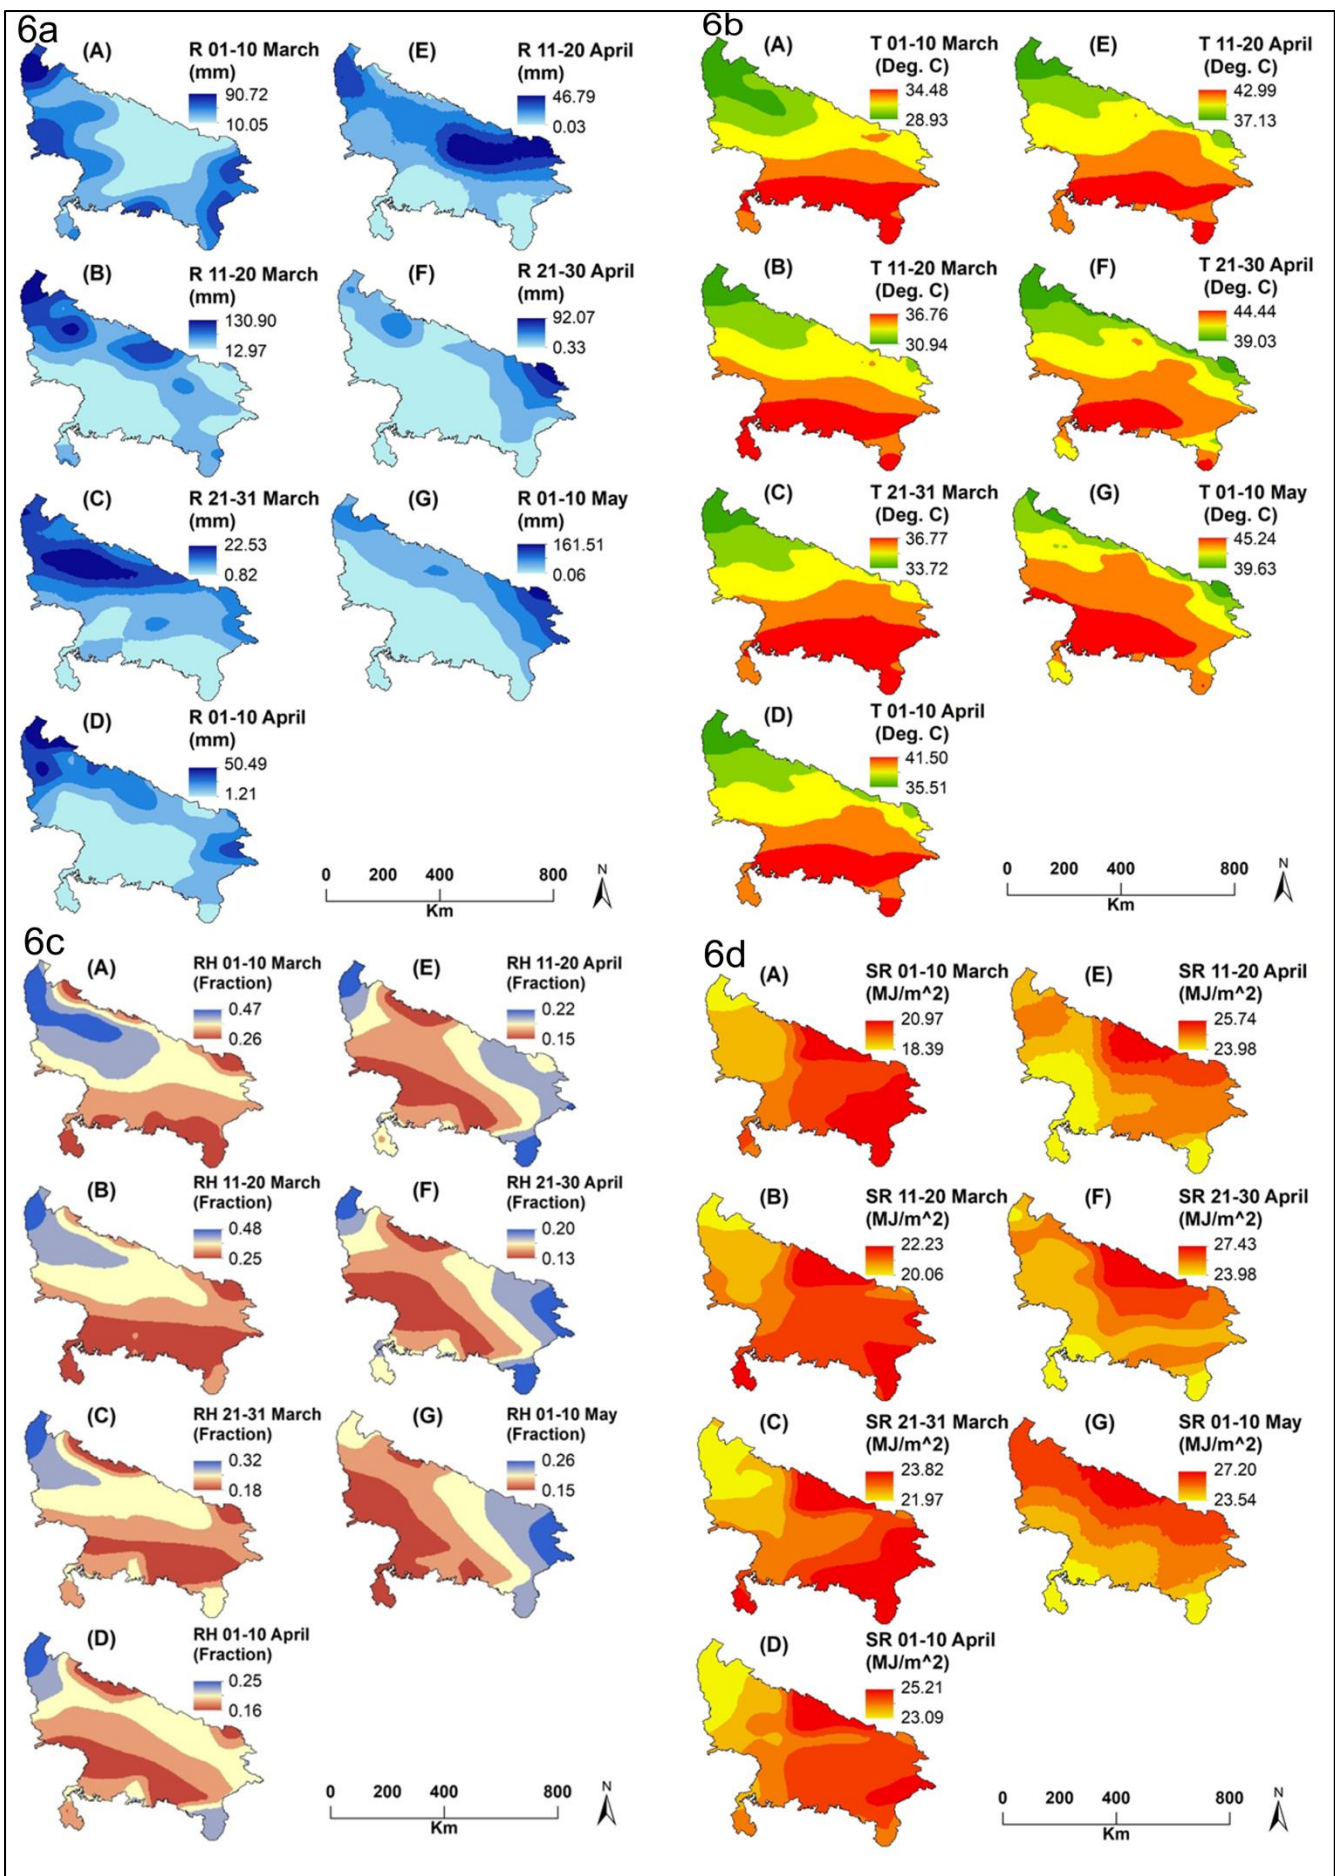 6a
(A)
R 01-10 March
(mm)
90.72
10.05
(E)
R 11-20 April
(mm)
46.79
0.03
(B)
R 11-20 March
(mm)
130.90
12.97
(F)
R 21-30 April
(mm)
92.07
0.33
(C)
R 21-31 March
(mm)
22.53
0.82
(G)
R 01-10 May
(mm)
161.51
0.06
(D)
R 01-10 April
(mm)
50.49
1.21
0 200 400 800
Km
N
6b
(A)
T 01-10 March
(Deg. C)
34.48
28.93
(E)
T 11-20 April
(Deg. C)
42.99
37.13
(B)
T 11-20 March
(Deg. C)
36.76
30.94
(F)
T 21-30 April
(Deg. C)
44.44
39.03
(C)
T 21-31 March
(Deg. C)
36.77
33.72
(G)
T 01-10 May
(Deg. C)
45.24
39.63
(D)
T 01-10 April
(Deg. C)
41.50
35.51
0 200 400 800
Km
N
6c
(A)
RH 01-10 March
(Fraction)
0.47
0.26
(E)
RH 11-20 April
(Fraction)
0.22
0.15
(B)
RH 11-20 March
(Fraction)
0.48
0.25
(F)
RH 21-30 April
(Fraction)
0.20
0.13
(C)
RH 21-31 March
(Fraction)
0.32
0.18
(G)
RH 01-10 May
(Fraction)
0.26
0.15
(D)
RH 01-10 April
(Fraction)
0.25
0.16
0 200 400 800
Km
N
6d
(A)
SR 01-10 March
(MJ/m^2)
20.97
18.39
(E)
SR 11-20 April
(MJ/m^2)
25.74
23.98
(B)
SR 11-20 March
(MJ/m^2)
22.23
20.06
(F)
SR 21-30 April
(MJ/m^2)
27.43
23.98
(C)
SR 21-31 March
(MJ/m^2)
23.82
21.97
(G)
SR 01-10 May
(MJ/m^2)
27.20
23.54
(D)
SR 01-10 April
(MJ/m^2)
25.21
23.09
0 200 400 800
Km
N